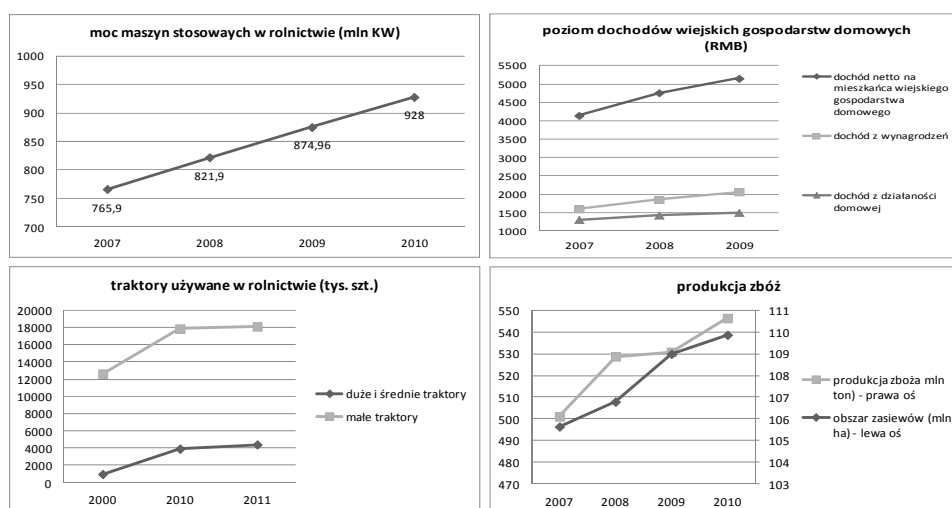 moc maszyn stosowaych w rolnictwie (mln KW)
1000
950
900
850
800
750
700
765,9
821,9
874,96
928
2007 2008 2009 2010
poziom dochodów wiejskich gospodarstw domowych
(RMB)
5500
5000
4500
4000
3500
3000
2500
2000
1500
1000
2007 2008 2009
dochód netto na
mieszkańca wiejskiego
gospodarstwa
domowego
dochód z wynagrodzeń
dochód z działaności
domowej
traktory używane w rolnictwie (tys. szt.)
20000
18000
16000
14000
12000
10000
8000
6000
4000
2000
0
2000 2010 2011
duże i średnie traktory
małe traktory
produkcja zbóż
550
540
530
520
510
500
490
480
470
111
110
109
108
107
106
105
104
103
2007 2008 2009 2010
produkcja zboża mln
ton) - prawa oś
obszar zasiewów (mln
ha) - lewa oś